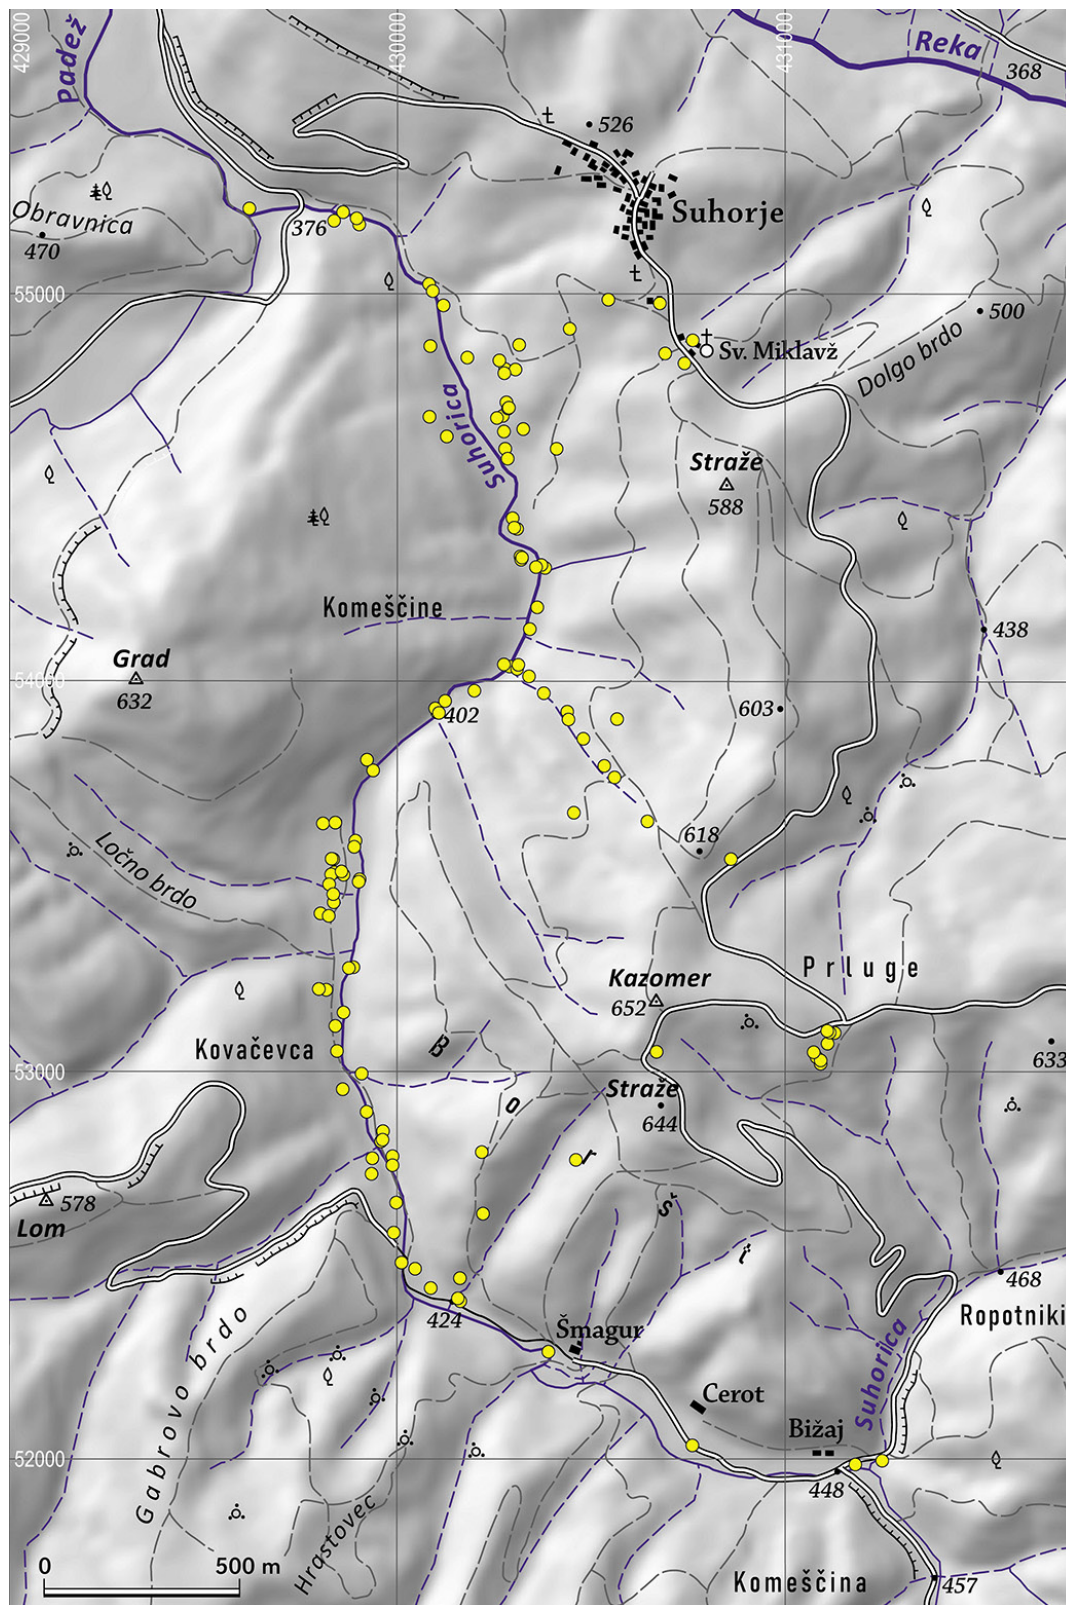 429000
430000
431000
Padež
Reka
368
526
Suhorje
Obravnica
470
376
55000
500
Sv. Miklavž
Dolgo brdo
Suhorica
Straže
588
Komeščine
438
Grad
54000
632
402
603
618
Ločno brdo
Prluge
Kazomer
652
Kovačevca
B o r š i
633
53000
Straže
644
578
Lom
468
Ropotniki
424
Šmagur
Gabrovo brdo
Suhorica
Cerot
Bižaj
52000
448
Hrastovec
0 500 m
Komeščina
457